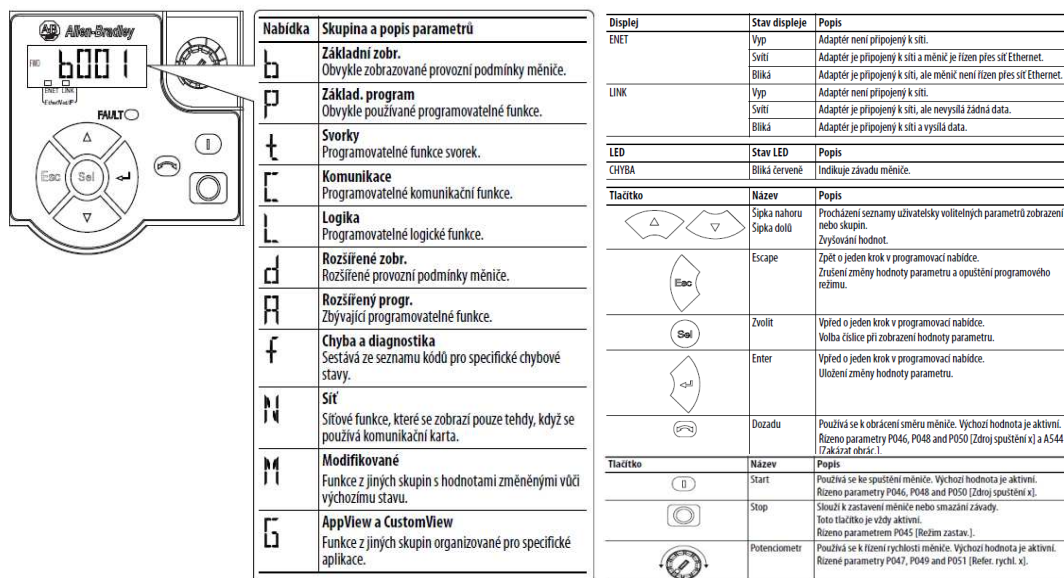 Allen-Bradley
FWD
b001
ENET LINK
EtherNet/IP
FAULT
Esc
Sel
Nabídka Skupina a popis parametrů
b Základní zobr.
Obvykle zobrazované provozní podmínky měniče.
P Základ. program
Obvykle používané programovatelné funkce.
t Svorky
Programovatelné funkce svorek.
C Komunikace
Programovatelné komunikační funkce.
L Logika
Programovatelné logické funkce.
d Rozšířené zobr.
Rozšířené provozní podmínky měniče.
A Rozšířený progr.
Zbývající programovatelné funkce.
f Chyba a diagnostika
Sestává ze seznamu kódů pro specifické chybové
stavy.
N Síť
Síťové funkce, které se zobrazí pouze tehdy, když se
používá komunikační karta.
M Modifikované
Funkce z jiných skupin s hodnotami změněnými vůči
výchozímu stavu.
G AppView a CustomView
Funkce z jiných skupin organizované pro specifické
aplikace.
Displej Stav displeje Popis
ENET Vyp Adaptér není připojený k síti.
Svítí Adaptér je připojený k síti a měnič je řízen přes síť Ethernet.
Bliká Adaptér je připojený k síti, ale měnič není řízen přes síť Ethernet.
LINK Vyp Adaptér není připojený k síti.
Svítí Adaptér je připojený k síti, ale nevysílá žádná data.
Bliká Adaptér je připojený k síti a vysílá data.
LED Stav LED Popis
CHYBA Bliká červeně Indikuje závadu měniče.
Tlačítko Název Popis
Šipka nahoru Procházení seznamy uživatelsky volitelných parametrů zobrazení
Šipka dolů nebo skupin.
Zvyšování hodnot.
Esc Escape Zpět o jeden krok v programovací nabídce.
Zrušení změny hodnoty parametru a opuštění programového
režimu.
Sel Zvolit Vpřed o jeden krok v programovací nabídce.
Volba číslice při zobrazení hodnoty parametru.
Enter Vpřed o jeden krok v programovací nabídce.
Uložení změny hodnoty parametru.
Dozadu Používá se k obrácení směru měniče. Výchozí hodnota je aktivní.
Řízeno parametry P046, P048 and P050 [Zdroj spuštění x] a A544
[Zakázat obrác.].
Tlačítko Název Popis
Start Používá se ke spuštění měniče. Výchozí hodnota je aktivní.
Řízeno parametry P046, P048 and P050 [Zdroj spuštění x].
Stop Slouží k zastavení měniče nebo smazání závady.
Toto tlačítko je vždy aktivní.
Řízeno parametrem P045 [Režim zastav.].
Potenciometr Používá se k řízení rychlosti měniče. Výchozí hodnota je aktivní.
Řízené parametry P047, P049 and P051 [Refer. rychl. x].